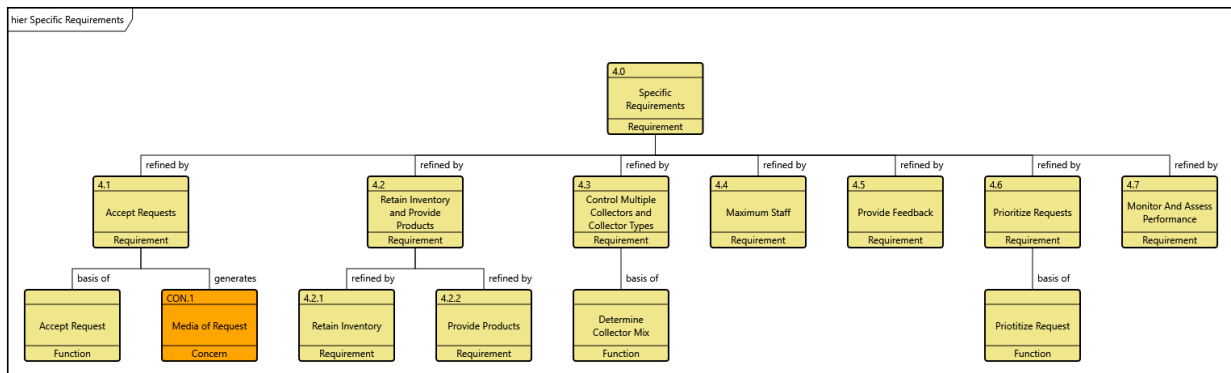 hier Specific Requirements
4.0
Specific
Requirements
Requirement
refined by
refined by
refined by
refined by
refined by
refined by
refined by
4.1
Accept Requests
Requirement
4.2
Retain Inventory
and Provide
Products
Requirement
4.3
Control Multiple
Collectors and
Collector Types
Requirement
4.4
Maximum Staff
Requirement
4.5
Provide Feedback
Requirement
4.6
Prioritize Requests
Requirement
4.7
Monitor And Assess
Performance
Requirement
basis of
generates
refined by
refined by
basis of
basis of
Accept Request
Function
CON.1
Media of Request
Concern
4.2.1
Retain Inventory
Requirement
4.2.2
Provide Products
Requirement
Determine
Collector Mix
Function
Priotitize Request
Function